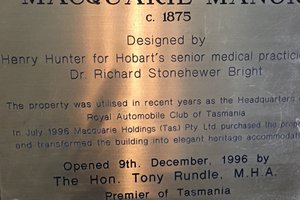 MACQUARIE MANOR
c. 1875
Designed by
Henry Hunter for Hobart's senior medical
Dr. Richard Stonehewer Bright
The property was utilised in recent years as the Headquarters
Royal Automobile Club of Tasmania
In July 1996 Macquarie Holdings (Tas) Pty Ltd purchased the
and transformed the building into elegant heritage
Opened 9th. December, 1996 by
The Hon. Tony Rundle, M.H.A.
Premier of Tasmania